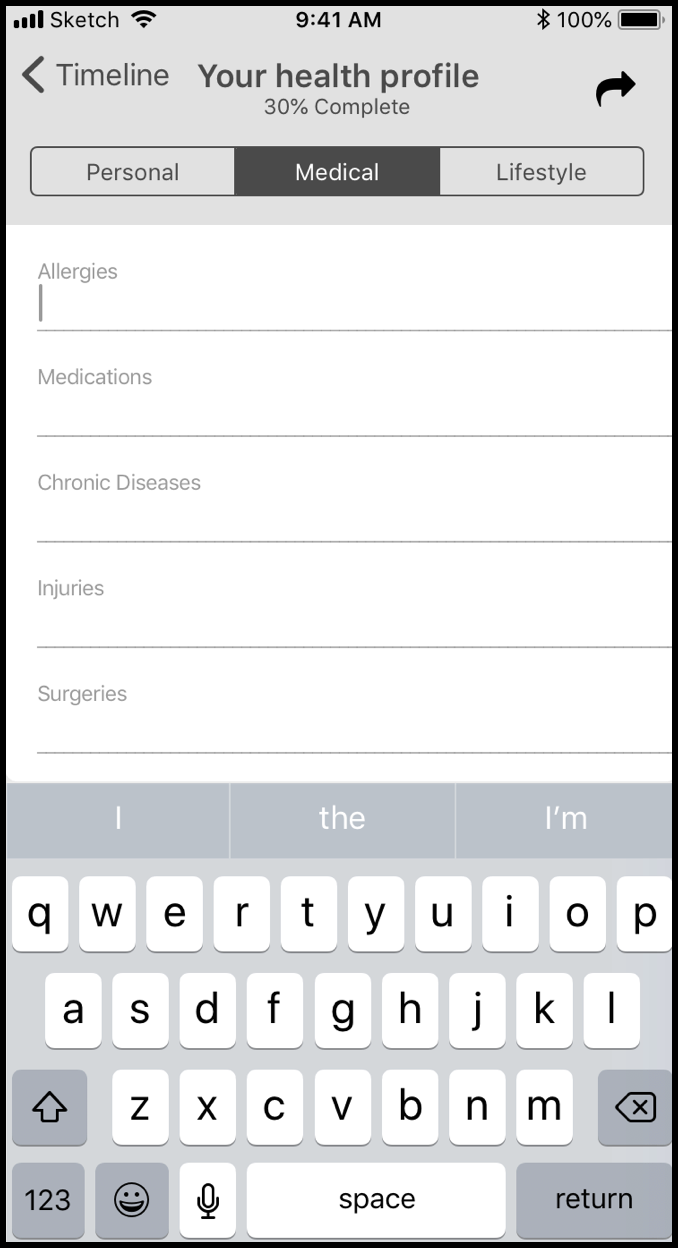 Sketch 9:41 AM 100%
Timeline Your health profile
30% Complete
Personal Medical Lifestyle
Allergies
Medications
Chronic Diseases
Injuries
Surgeries
I the I’m
q w e r t y u i o p
a s d f g h j k l
z x c v b n m
123 space return